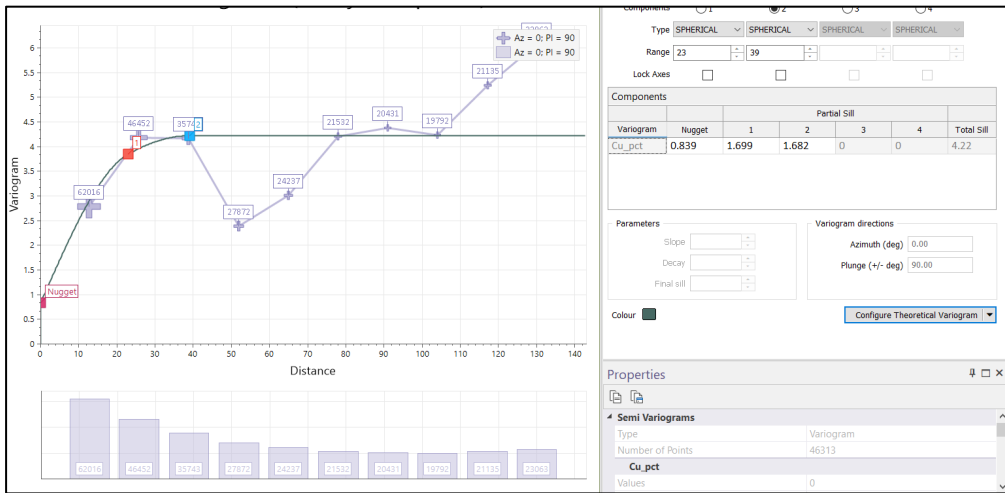 Az = 0; Pl = 90
Az = 0; Pl = 90
Variogram
6
5.5
5
4.5
4
3.5
3
2.5
2
1.5
1
0.5
0
62016
46452
35742
27872
24237
21532
20431
19792
21135
1
Nugget
0 10 20 30 40 50 60 70 80 90 100 110 120 130 140
Distance
62016 46452 35743 27872 24237 21532 20431 19792 21135 23063
Components 1 2 3 4
Type SPHERICAL SPHERICAL SPHERICAL SPHERICAL
Range 23 39
Lock Axes
Components
Partial Sill
Variogram Nugget 1 2 3 4 Total Sill
Cu_pct 0.839 1.699 1.682 0 0 4.22
Parameters
Slope
Decay
Final sill
Variogram directions
Azimuth (deg) 0.00
Plunge (+/- deg) 90.00
Colour
Configure Theoretical Variogram
Properties
Semi Variograms
Type Variogram
Number of Points 46313
Cu_pct
Values 0